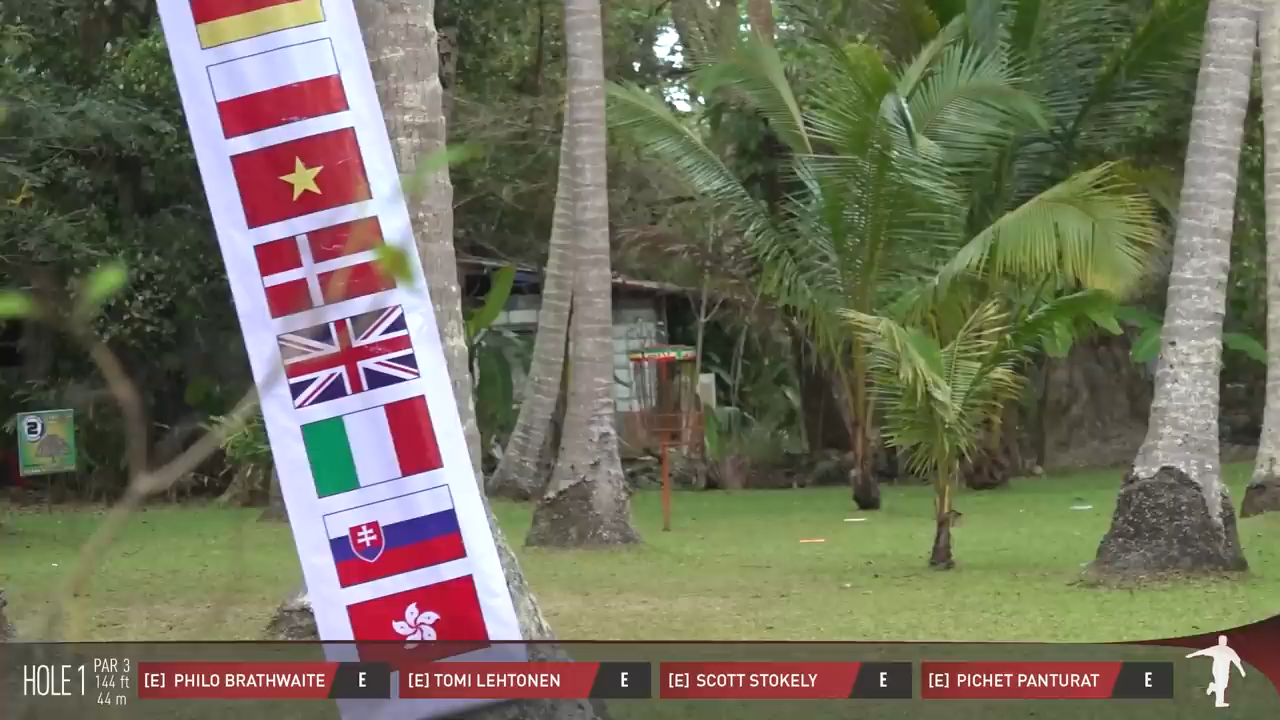 2
HOLE 1
PAR 3
144 ft
44 m
[E] PHILO BRATHWAITE E
[E] TOMI LEHTONEN E
[E] SCOTT STOKELY E
[E] PICHET PANTURAT E